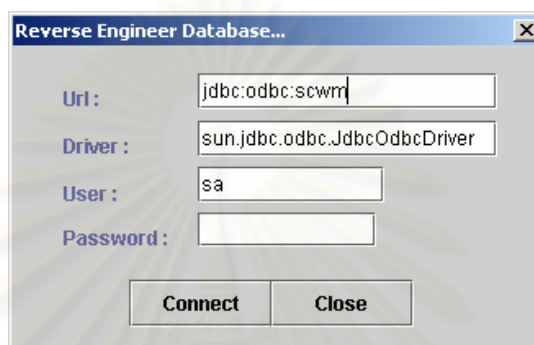 Reverse Engineer Database...
Url : jdbc:odbc:scwm
Driver : sun.jdbc.odbc.JdbcOdbcDriver
User : sa
Password :
Connect Close